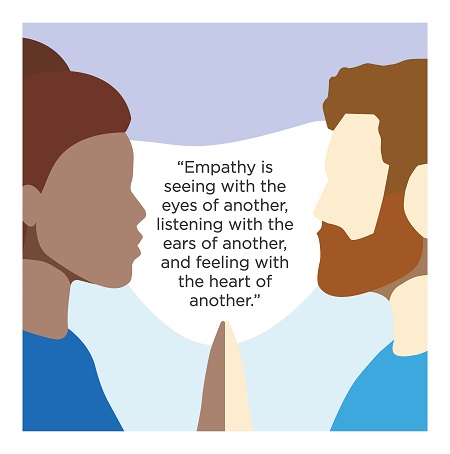 “Empathy is
seeing with the
eyes of another,
listening with the
ears of another,
and feeling with
the heart of
another.”